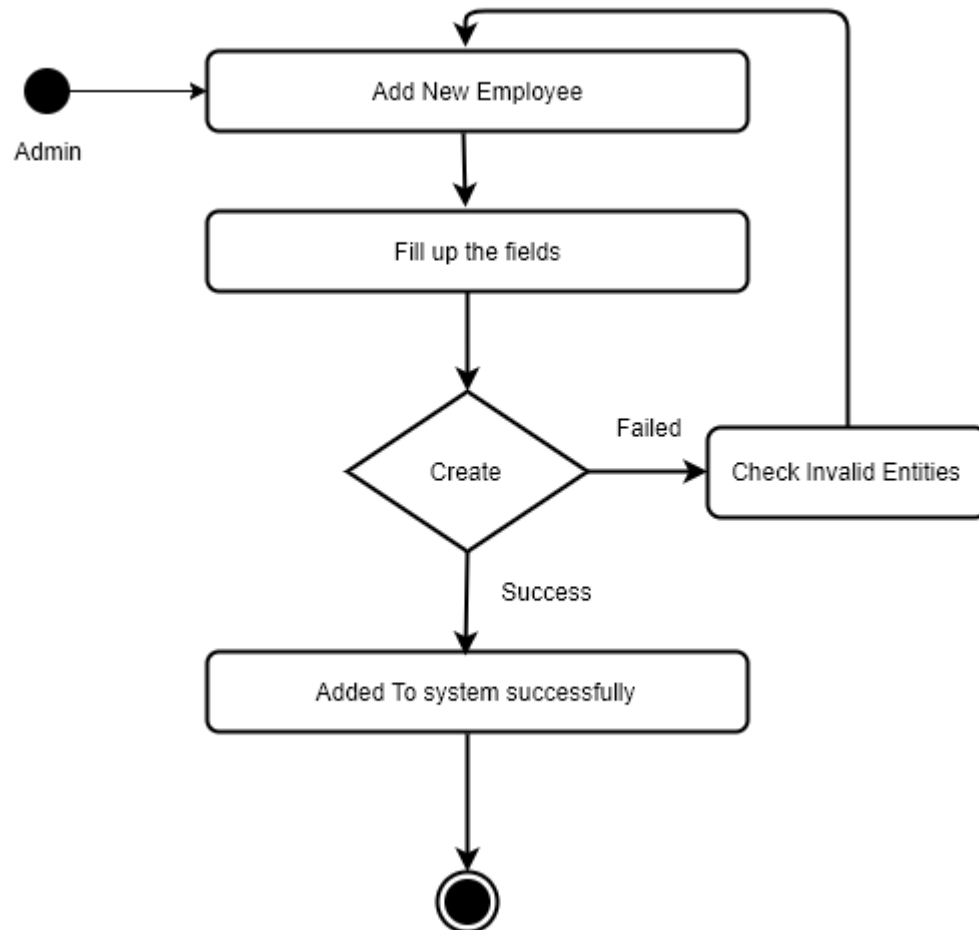 Add New Employee
Admin
Fill up the fields
Failed
Create
Check Invalid Entities
Success
Added To system successfully